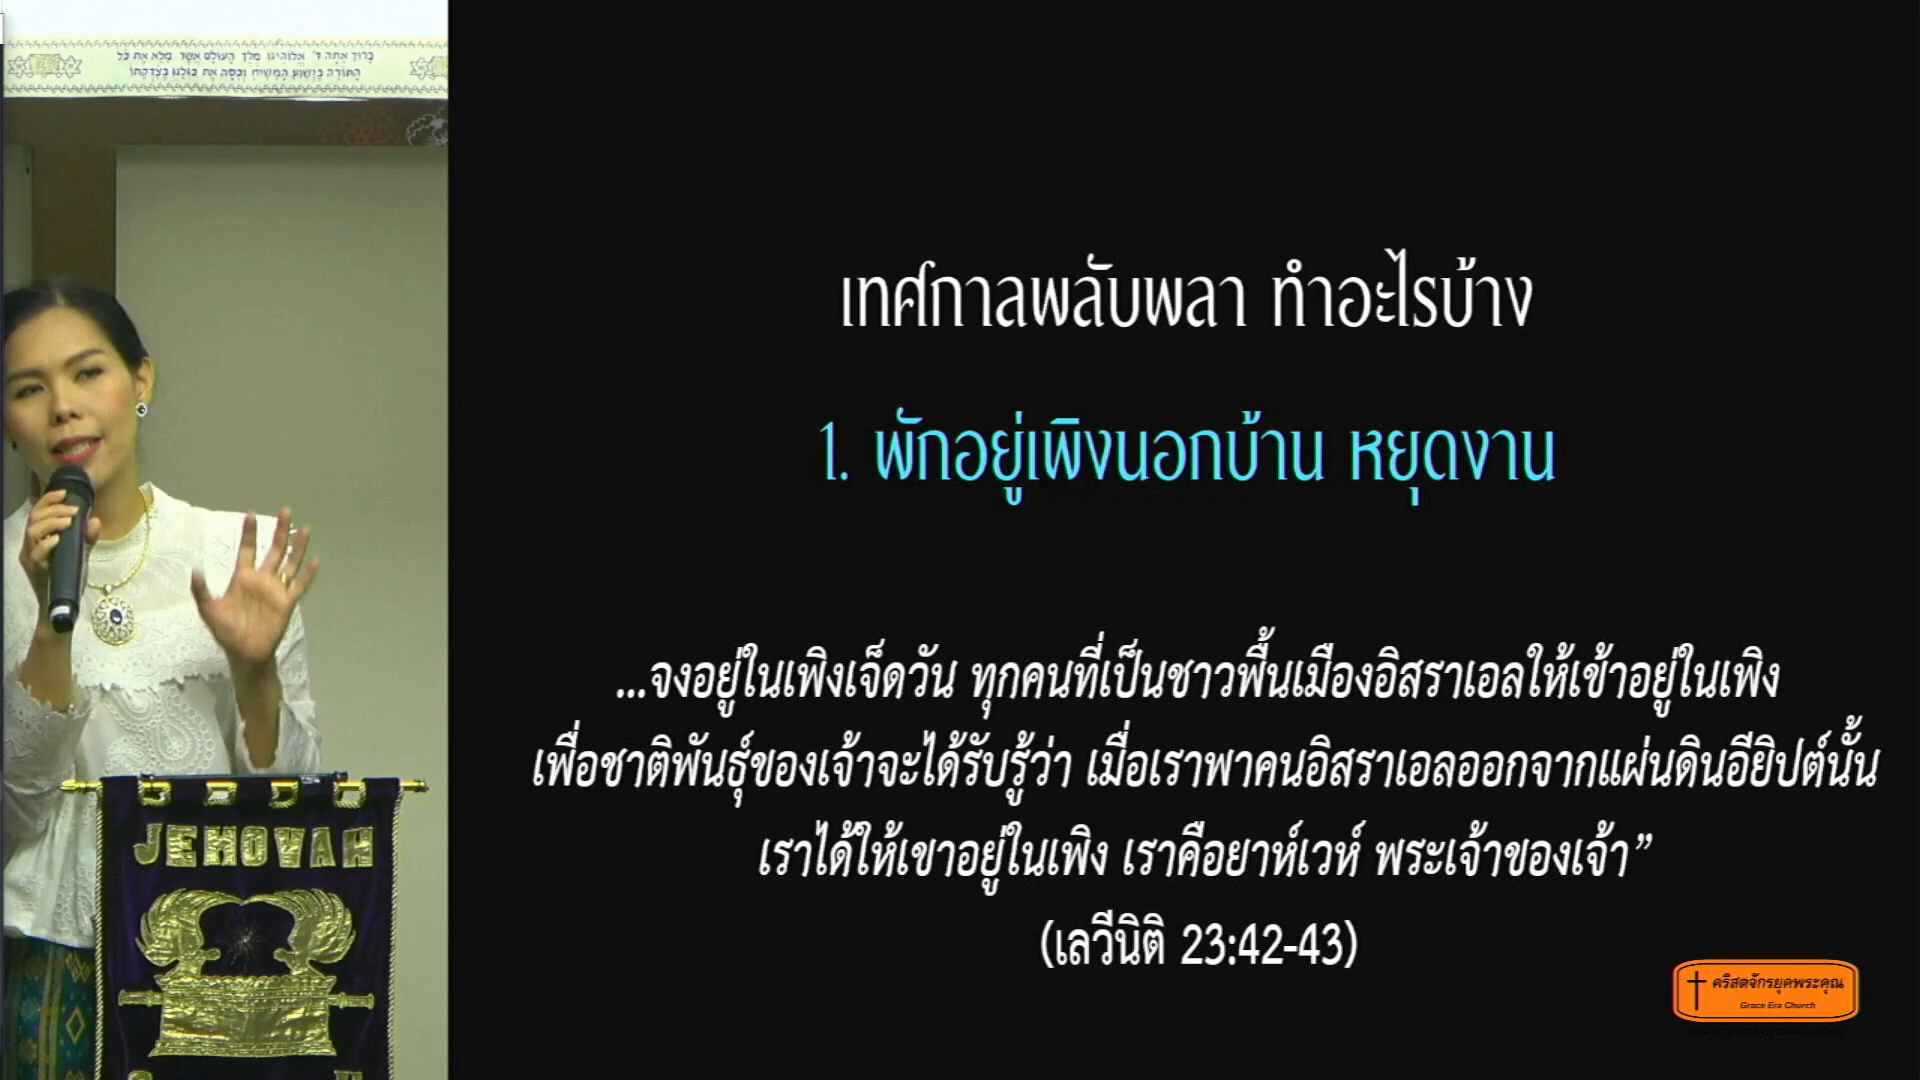 เทศกาลพลับพลา ทำอะไรบ้าง
1. พักอยู่เพิงนอกบ้าน หยุดงาน
...จงอยู่ในเพิงเจ็ดวัน ทุกคนที่เป็นชาวพื้นเมืองอิสราเอลให้เข้าอยู่ในเพิง
เพื่อชาติพันธุ์ของเจ้าจะได้รับรู้ว่า เมื่อเราพาคนอิสราเอลออกจากแผ่นดินอียิปต์นั้น
เราได้ให้เขาอยู่ในเพิง เราคือยาห์เวห์ พระเจ้าของเจ้า”
(เลวีนิติ 23:42-43)
JEHOVAH
คริสตจักรยุคพระคุณ
Grace Era Church